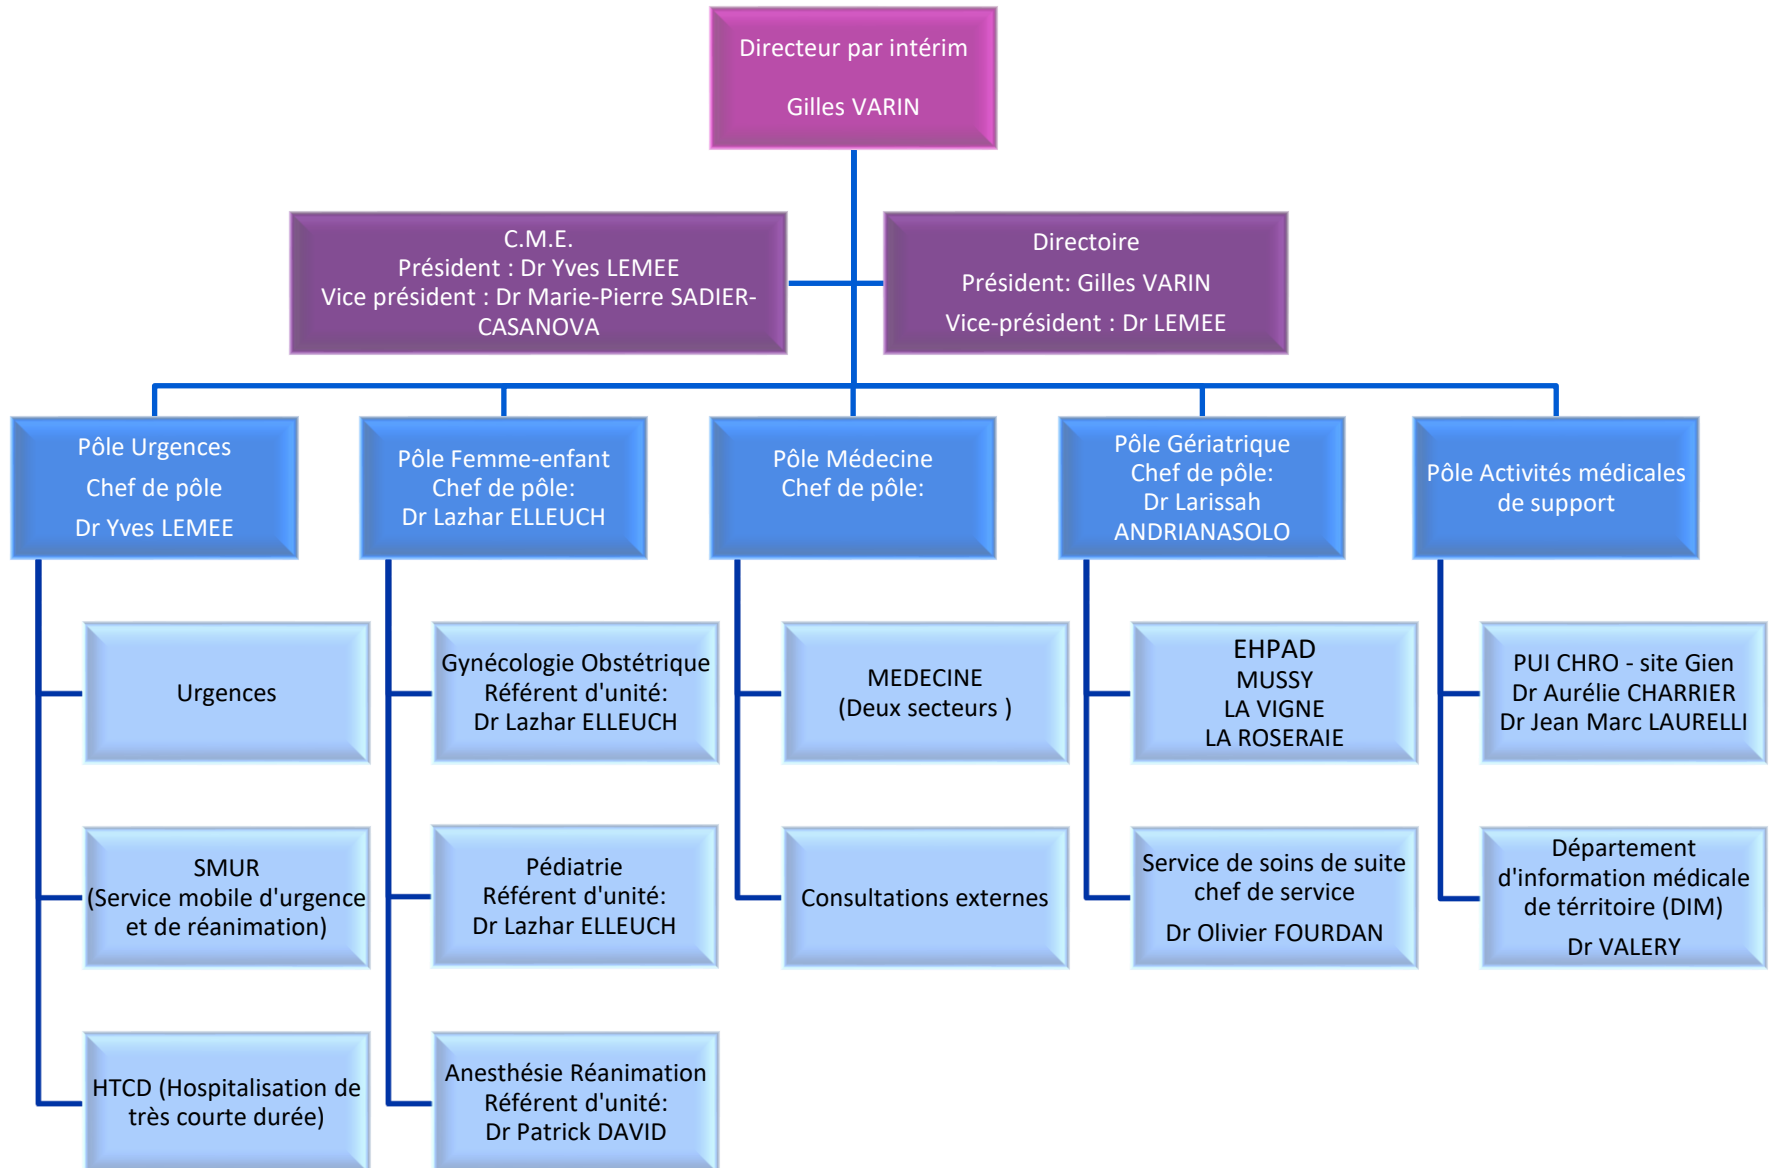 Directeur par intérim
Gilles VARIN
C.M.E.
Président : Dr Yves LEMEE
Vice président : Dr Marie-Pierre SADIER-
CASANOVA
Directoire
Président: Gilles VARIN
Vice-président : Dr LEMEE
Pôle Urgences
Chef de pôle
Dr Yves LEMEE
Pôle Femme-enfant
Chef de pôle:
Dr Lazhar ELLEUCH
Pôle Médecine
Chef de pôle:
Pôle Gériatrique
Chef de pôle:
Dr Larissah
ANDRIANASOLO
Pôle Activités médicales
de support
Urgences
Gynécologie Obstétrique
Référent d'unité:
Dr Lazhar ELLEUCH
MEDECINE
(Deux secteurs )
EHPAD
MUSSY
LA VIGNE
LA ROSERAIE
PUI CHRO - site Gien
Dr Aurélie CHARRIER
Dr Jean Marc LAURELLI
SMUR
(Service mobile d'urgence
et de réanimation)
Pédiatrie
Référent d'unité:
Dr Lazhar ELLEUCH
Consultations externes
Service de soins de suite
chef de service
Dr Olivier FOURDAN
Département
d'information médicale
de térritoire (DIM)
Dr VALERY
HTCD (Hospitalisation de
très courte durée)
Anesthésie Réanimation
Référent d'unité:
Dr Patrick DAVID